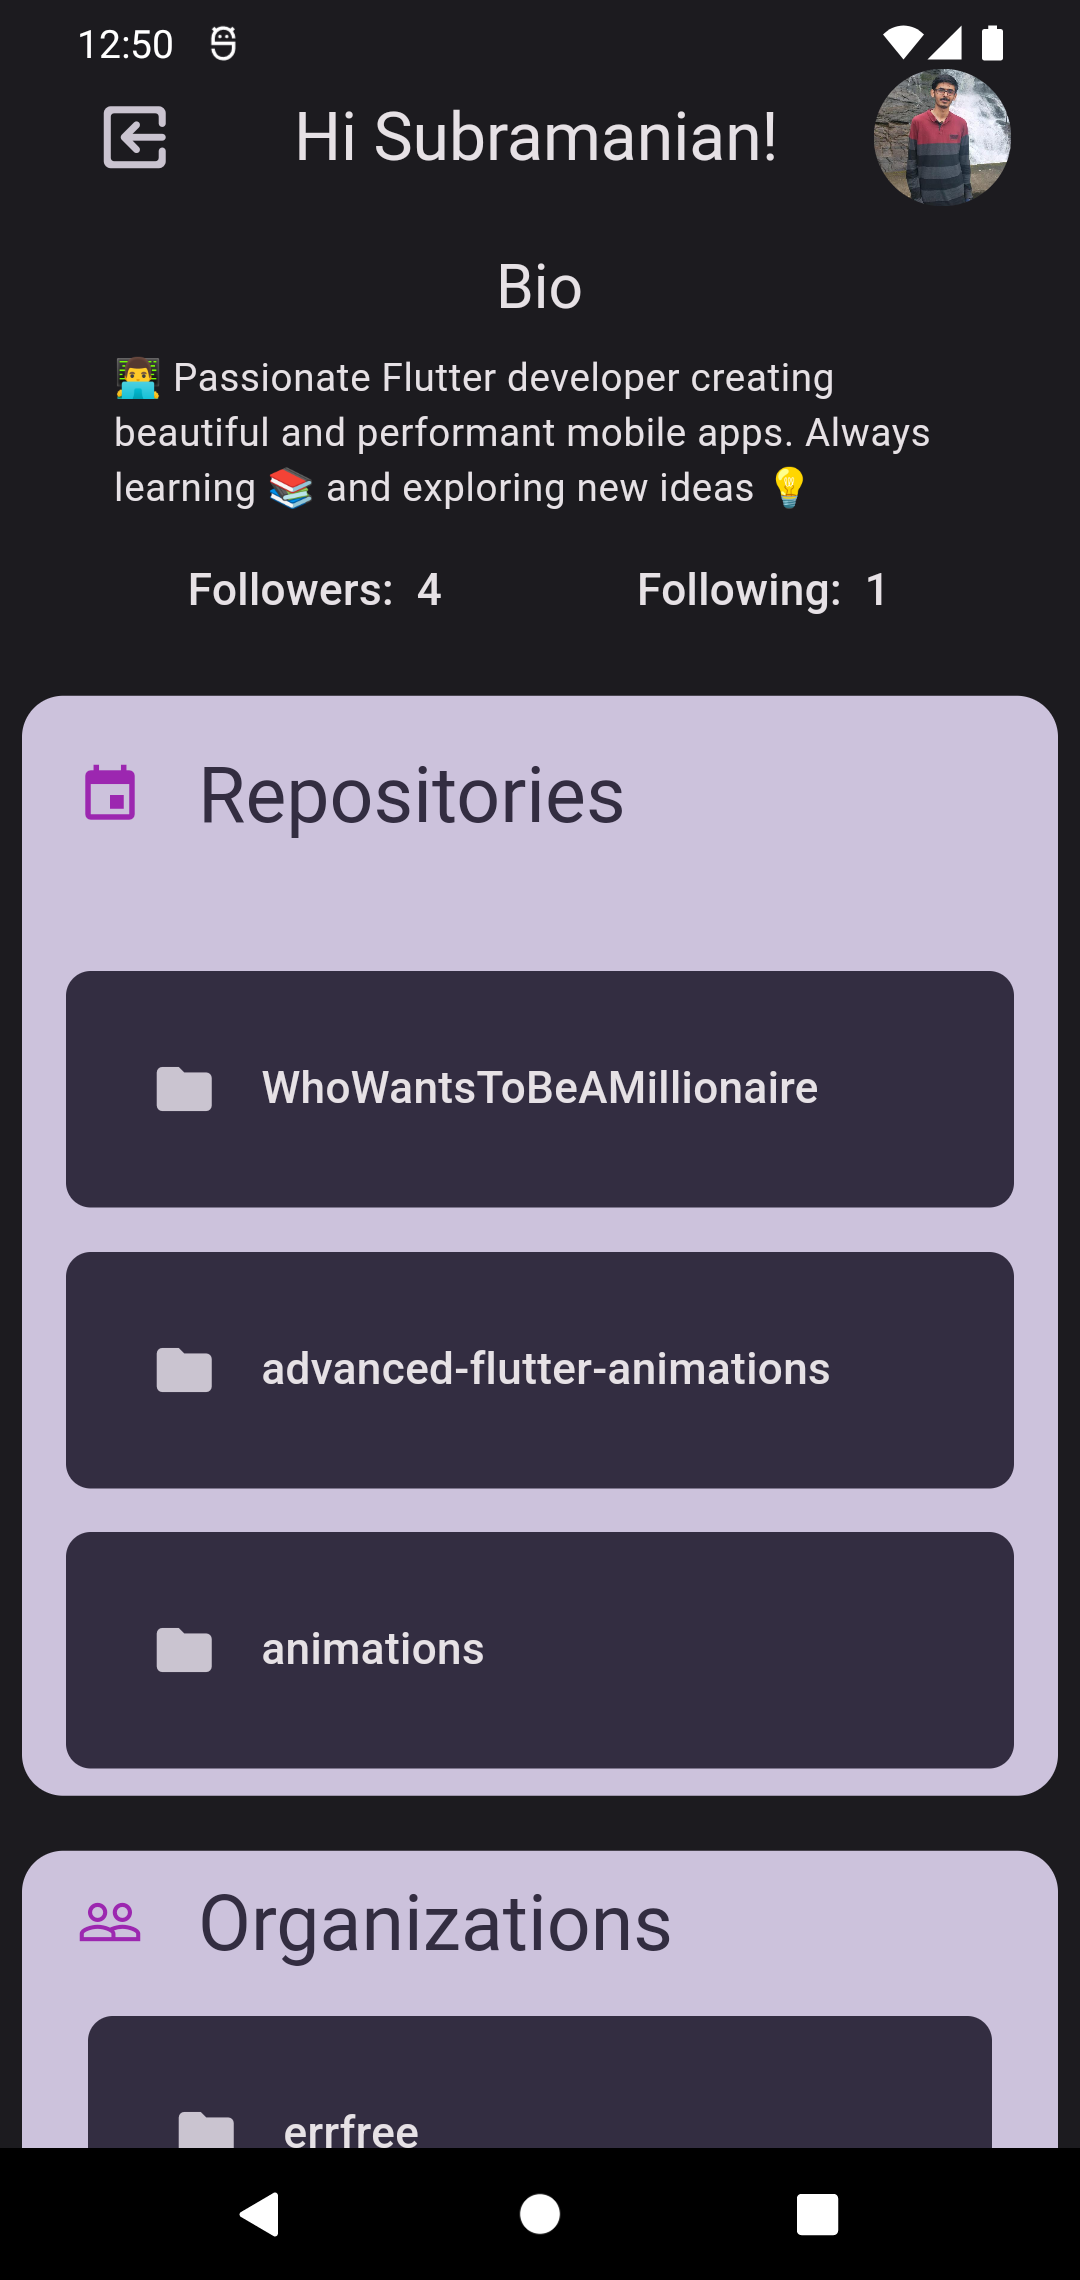 12:50
Hi Subramanian!
Bio
👨‍💻 Passionate Flutter developer creating
beautiful and performant mobile apps. Always
learning 📚 and exploring new ideas 💡
Followers: 4 Following: 1
Repositories
WhoWantsToBeAMillionaire
advanced-flutter-animations
animations
Organizations
errfree